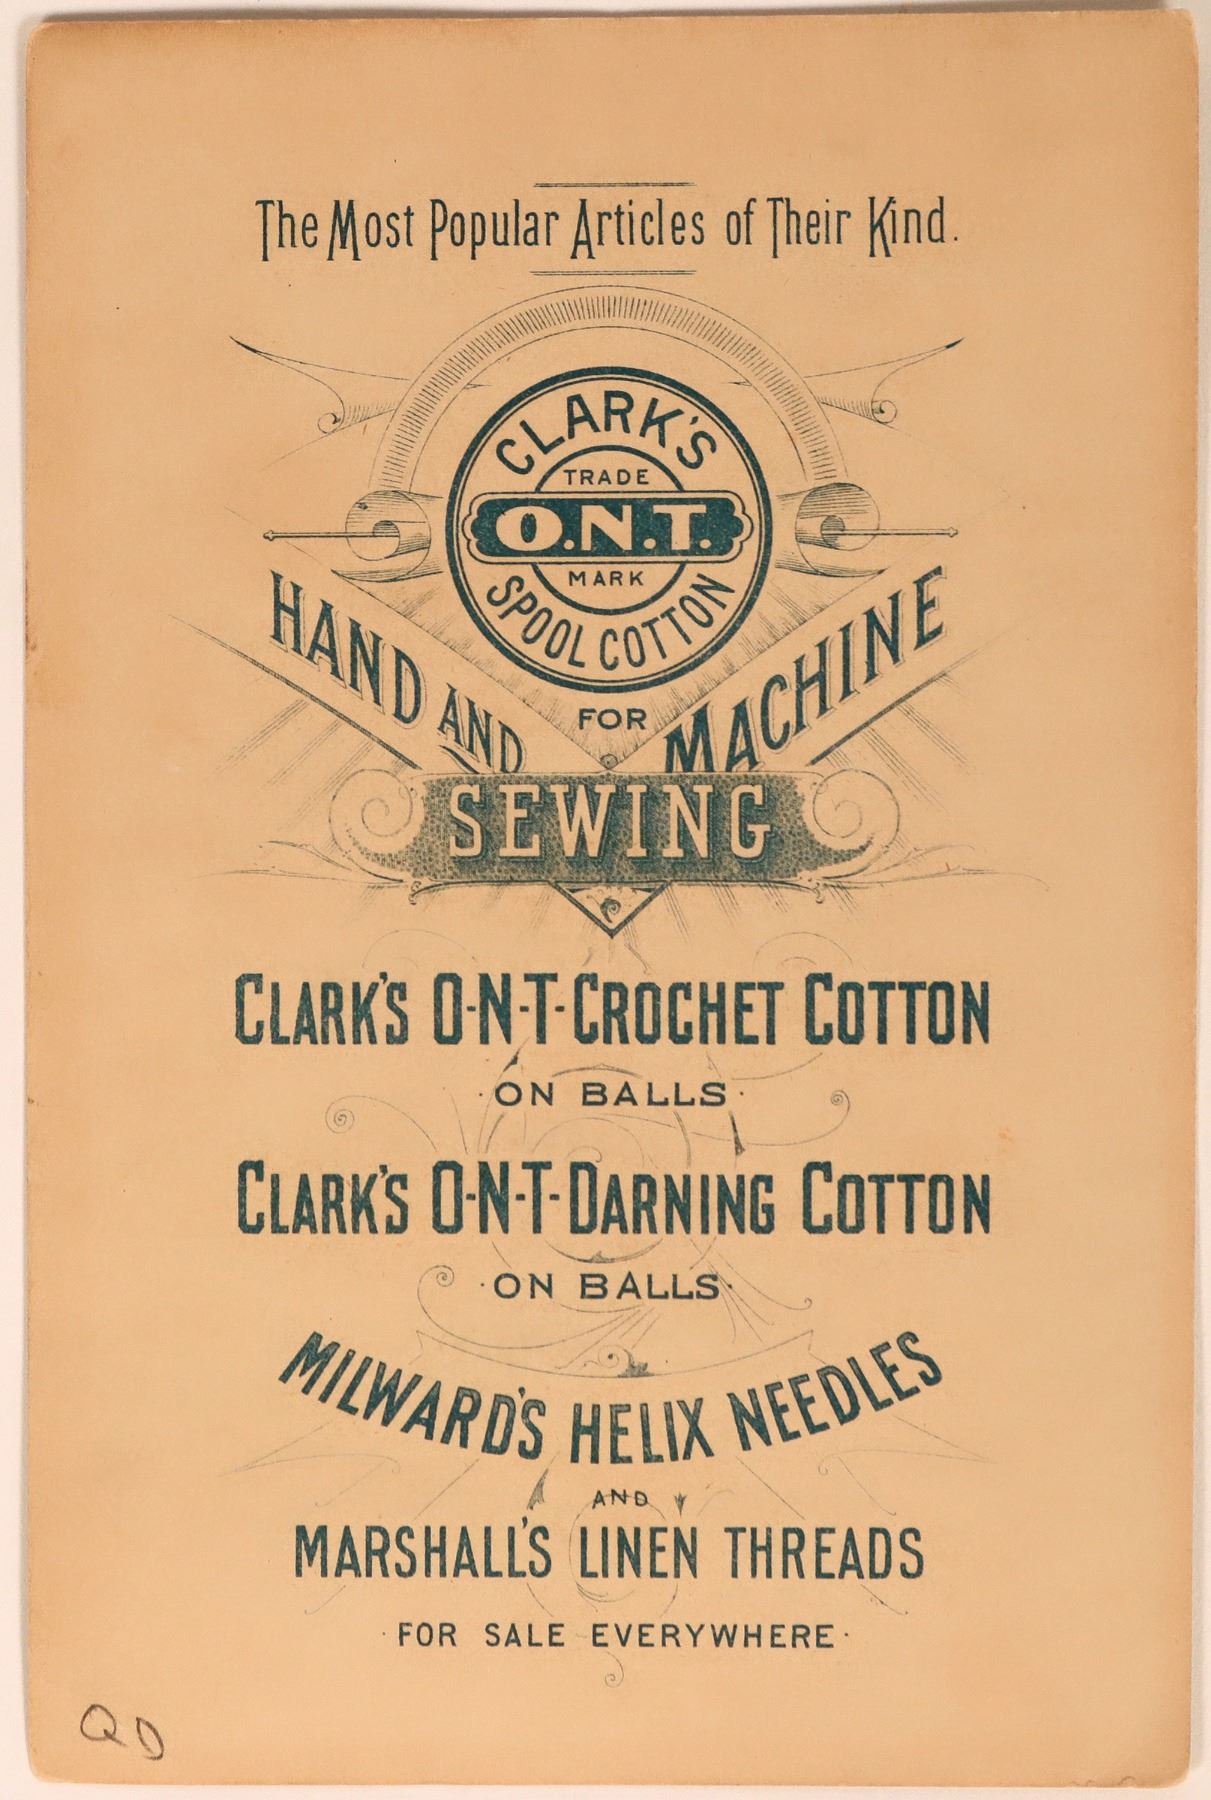 The Most Popular Articles of Their Kind.
CLARK'S
TRADE
O.N.T.
MARK
SPOOL COTTON
FOR
HAND AND MACHINE
SEWING
CLARK'S O-N-T-CROCHET COTTON
·ON BALLS·
CLARK'S O-N-T-DARNING COTTON
·ON BALLS·
MILWARD'S HELIX NEEDLES
AND
MARSHALL'S LINEN THREADS
·FOR SALE EVERYWHERE·
QD